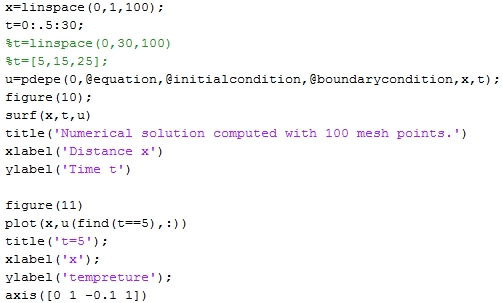 x=linspace(0,1,100);
t=0:.5:30;
%t=linspace(0,30,100)
%t=[5,15,25];
u=pdepe(0,@equation,@initialcondition,@boundarycondition,x,t);
figure(10);
surf(x,t,u)
title('Numerical solution computed with 100 mesh points.')
xlabel('Distance x')
ylabel('Time t')
figure(11)
plot(x,u(find(t==5),:))
title('t=5');
xlabel('x');
ylabel('tempreture');
axis([0 1 -0.1 1])